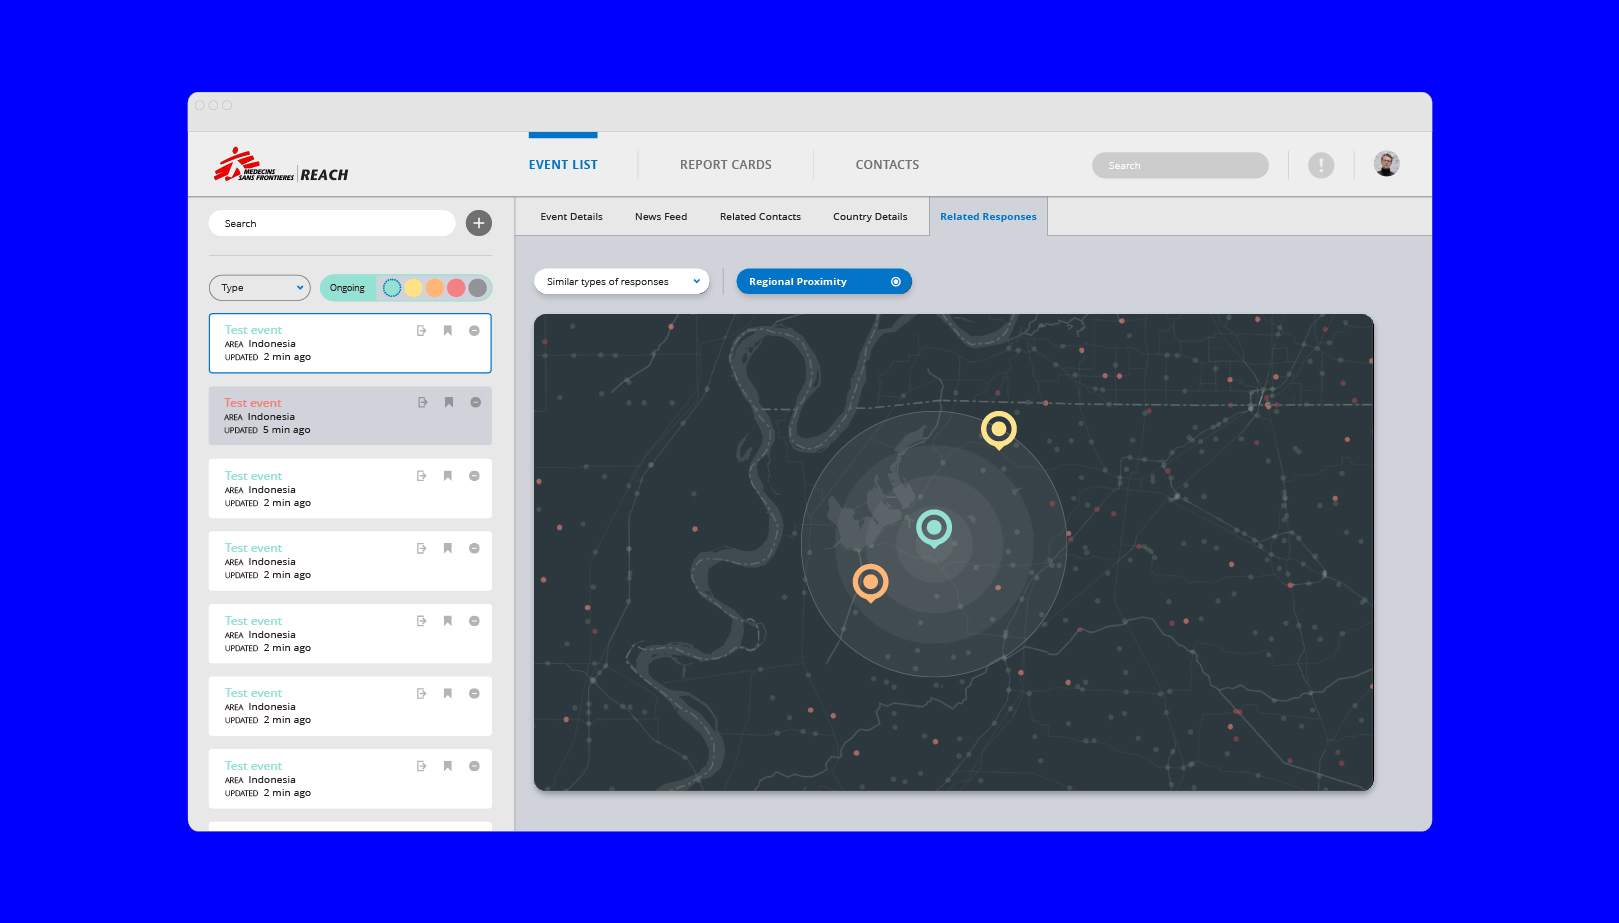 MEDECINS
SANS FRONTIERES
REACH
EVENT LIST
REPORT CARDS
CONTACTS
Search
!
Search
+
Event Details
News Feed
Related Contacts
Country Details
Related Responses
Type
Ongoing
Similar types of responses
Regional Proximity
Test event
AREA Indonesia
UPDATED 2 min ago
Test event
AREA Indonesia
UPDATED 5 min ago
Test event
AREA Indonesia
UPDATED 2 min ago
Test event
AREA Indonesia
UPDATED 2 min ago
Test event
AREA Indonesia
UPDATED 2 min ago
Test event
AREA Indonesia
UPDATED 2 min ago
Test event
AREA Indonesia
UPDATED 2 min ago